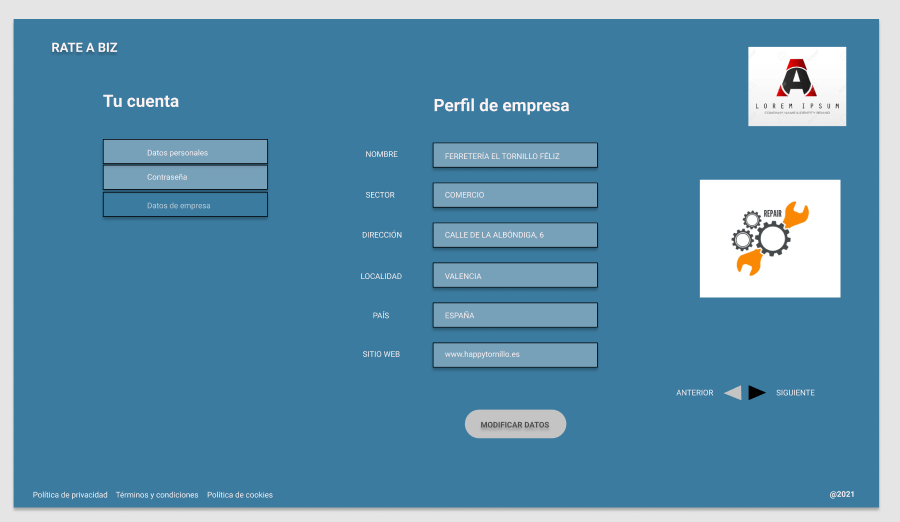 RATE A BIZ
LOREM IPSUM
Tu cuenta
Datos personales
Contraseña
Datos de empresa
Perfil de empresa
NOMBRE FERRETERÍA EL TORNILLO FÉLIZ
SECTOR COMERCIO
DIRECCIÓN CALLE DE LA ALBÓNDIGA, 6
LOCALIDAD VALENCIA
PAÍS ESPAÑA
SITIO WEB www.happytornillo.es
MODIFICAR DATOS
REPAIR
ANTERIOR SIGUIENTE
Política de privacidad Términos y condiciones Política de cookies @2021